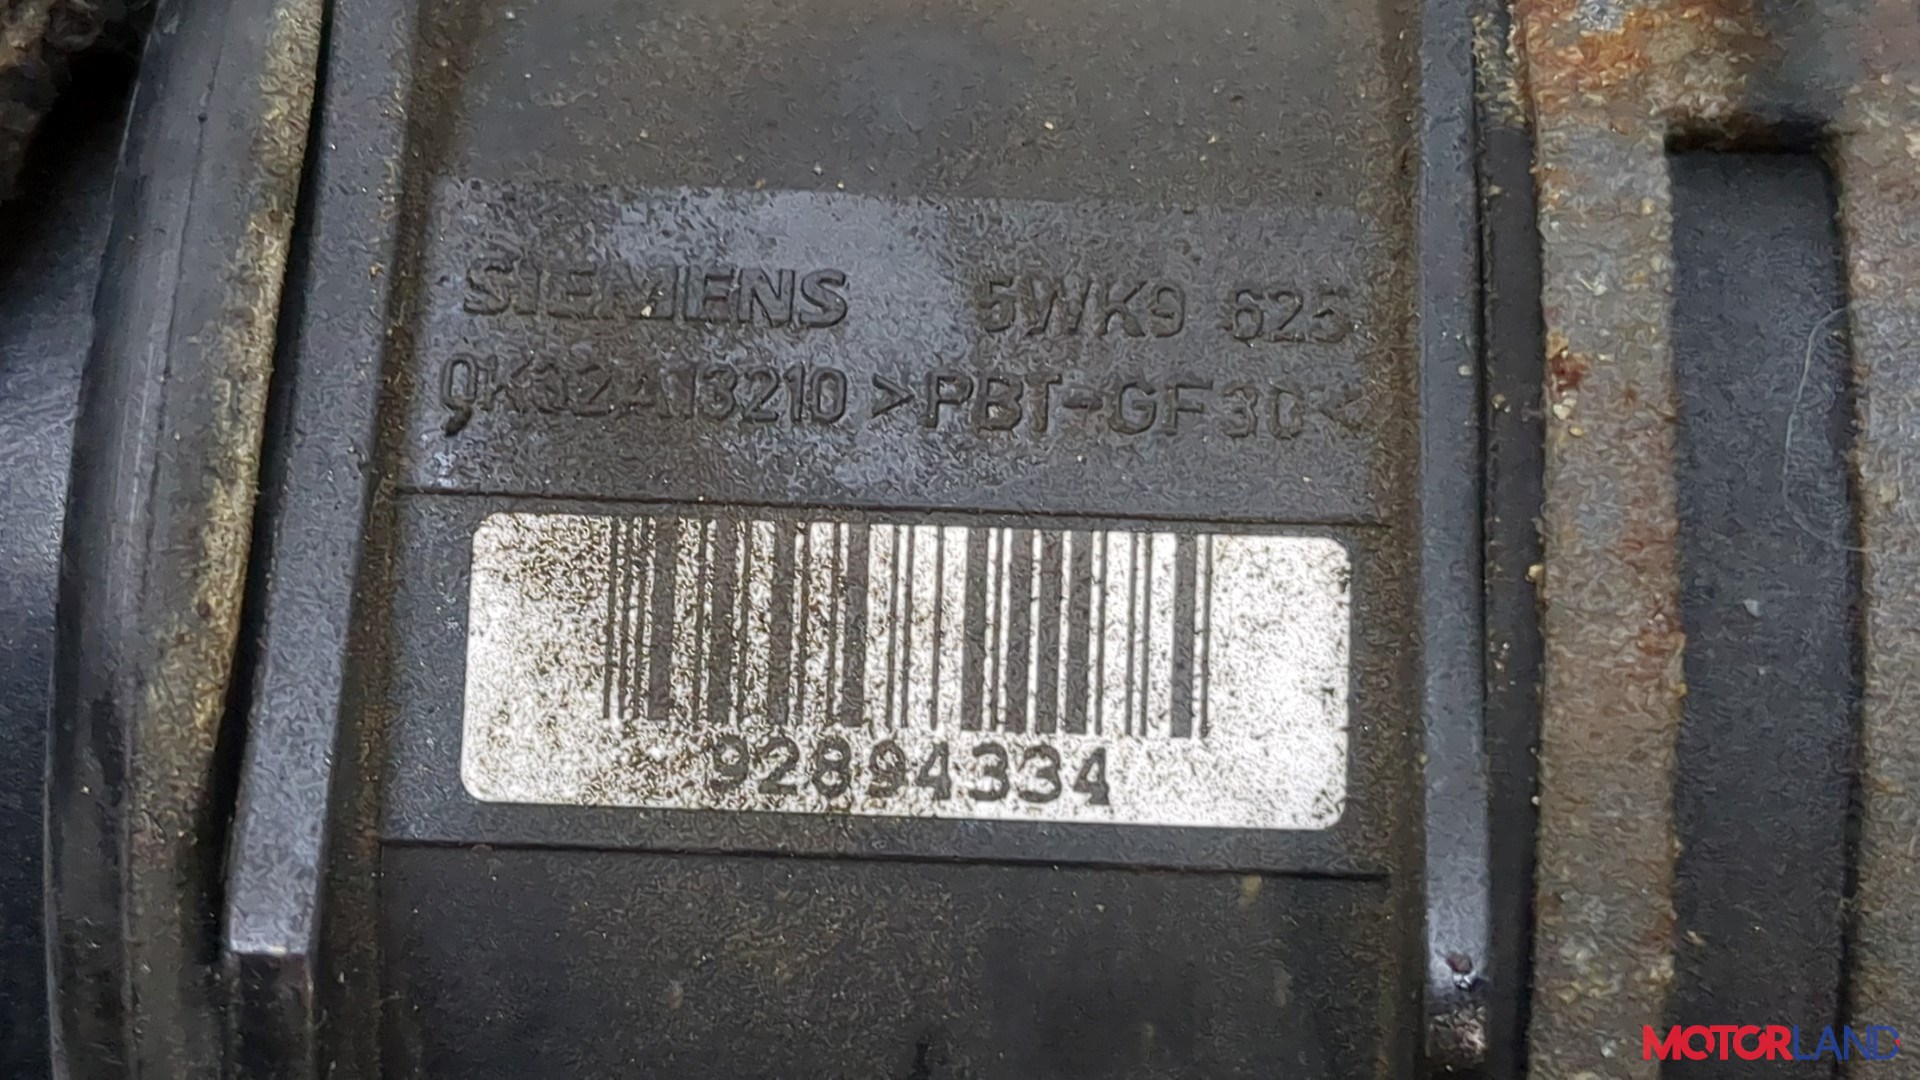 SIEMENS 5WK9 625
0K32A13210 >PBT-GF30<
92894334
MOTORLAND